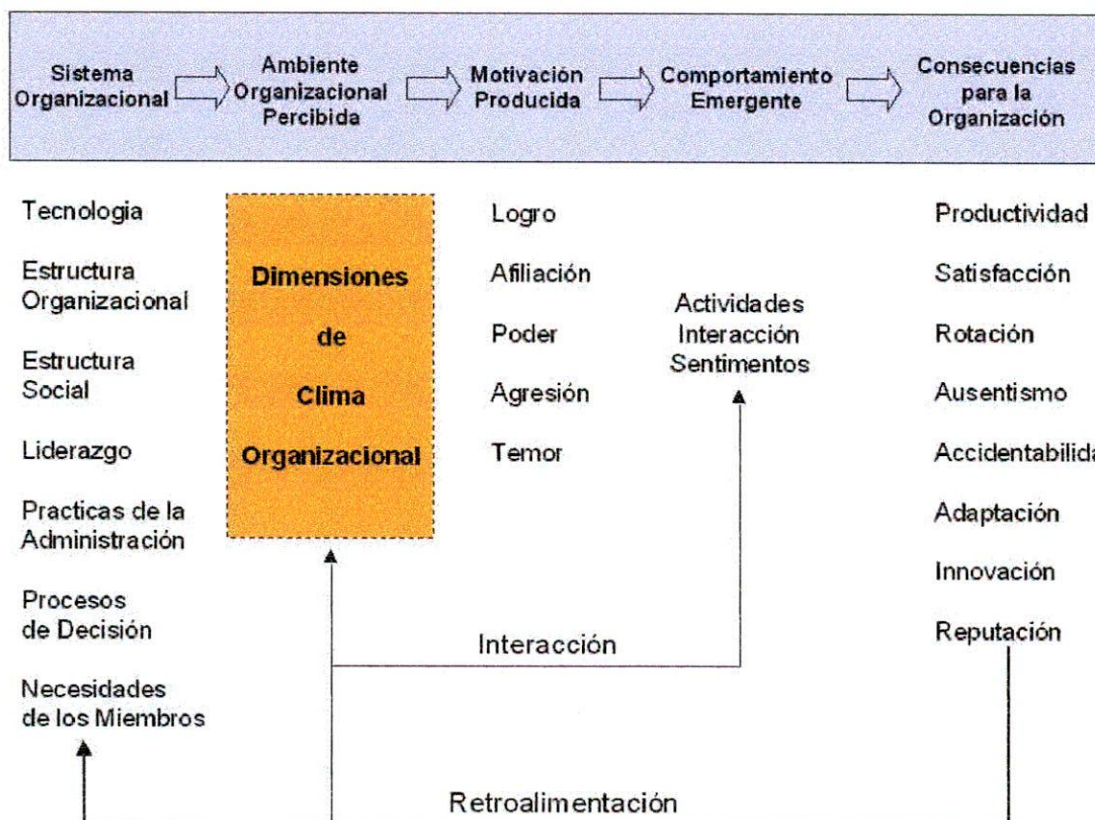 Sistema
Organizacional
Ambiente
Organizacional
Percibida
Motivación
Producida
Comportamiento
Emergente
Consecuencias
para la
Organización
Tecnologia
Estructura
Organizacional
Estructura
Social
Liderazgo
Practicas de la
Administración
Procesos
de Decisión
Necesidades
de los Miembros
Dimensiones
de
Clima
Organizacional
Logro
Afiliación
Poder
Agresión
Temor
Actividades
Interacción
Sentimentos
Productividad
Satisfacción
Rotación
Ausentismo
Accidentabilida
Adaptación
Innovación
Reputación
Interacción
Retroalimentación